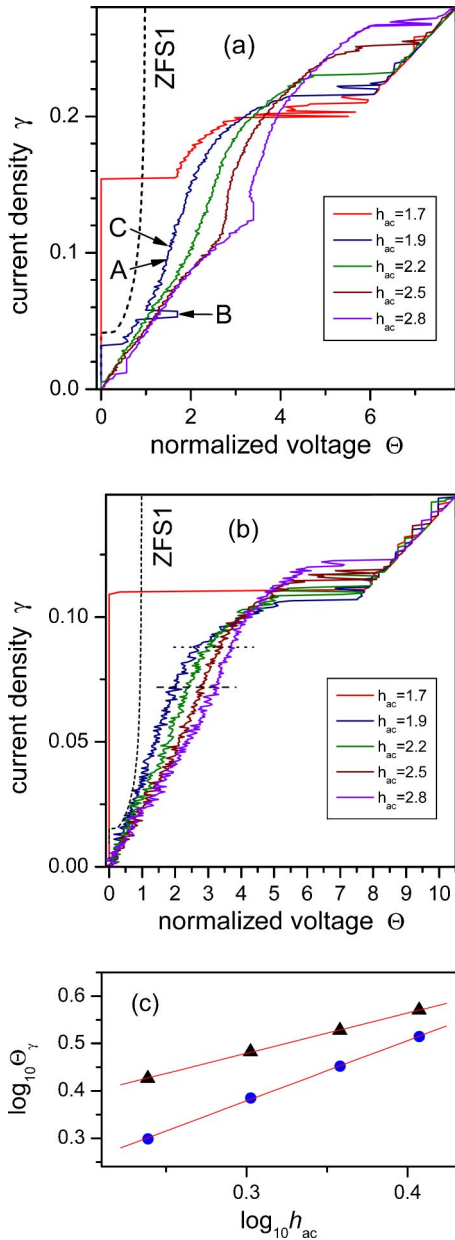 (a)
ZFS1
current density γ
0.2
0.1
0.0
C
A
B
h_ac=1.7
h_ac=1.9
h_ac=2.2
h_ac=2.5
h_ac=2.8
0 2 4 6
normalized voltage Θ
(b)
ZFS1
current density γ
0.10
0.05
0.00
h_ac=1.7
h_ac=1.9
h_ac=2.2
h_ac=2.5
h_ac=2.8
0 1 2 3 4 5 6 7 8 9 10
normalized voltage Θ
(c)
log₁₀Θ_γ
0.6
0.5
0.4
0.3
0.3 0.4
log₁₀h_ac